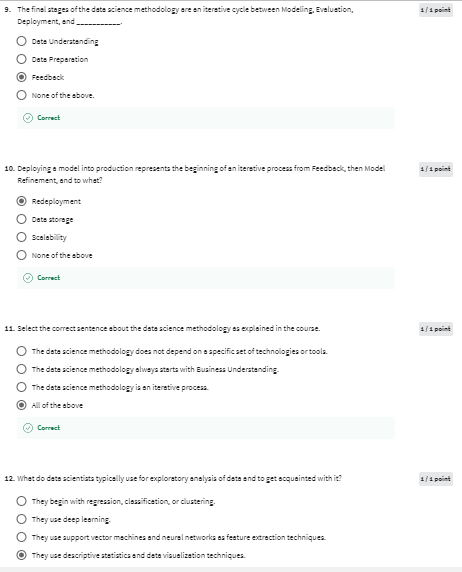 9. The final stages of the data science methodology are an iterative cycle between Modeling, Evaluation,
Deployment, and ___________.
1 / 1 point
Data Understanding
Data Preparation
Feedback
None of the above.
Correct
10. Deploying a model into production represents the beginning of an iterative process from Feedback, then Model
Refinement, and to what?
1 / 1 point
Redeployment
Data storage
Scalability
None of the above
Correct
11. Select the correct sentence about the data science methodology as explained in the course.
1 / 1 point
The data science methodology does not depend on a specific set of technologies or tools.
The data science methodology always starts with Business Understanding.
The data science methodology is an iterative process.
All of the above
Correct
12. What do data scientists typically use for exploratory analysis of data and to get acquainted with it?
1 / 1 point
They begin with regression, classification, or clustering.
They use deep learning.
They use support vector machines and neural networks as feature extraction techniques.
They use descriptive statistics and data visualization techniques.